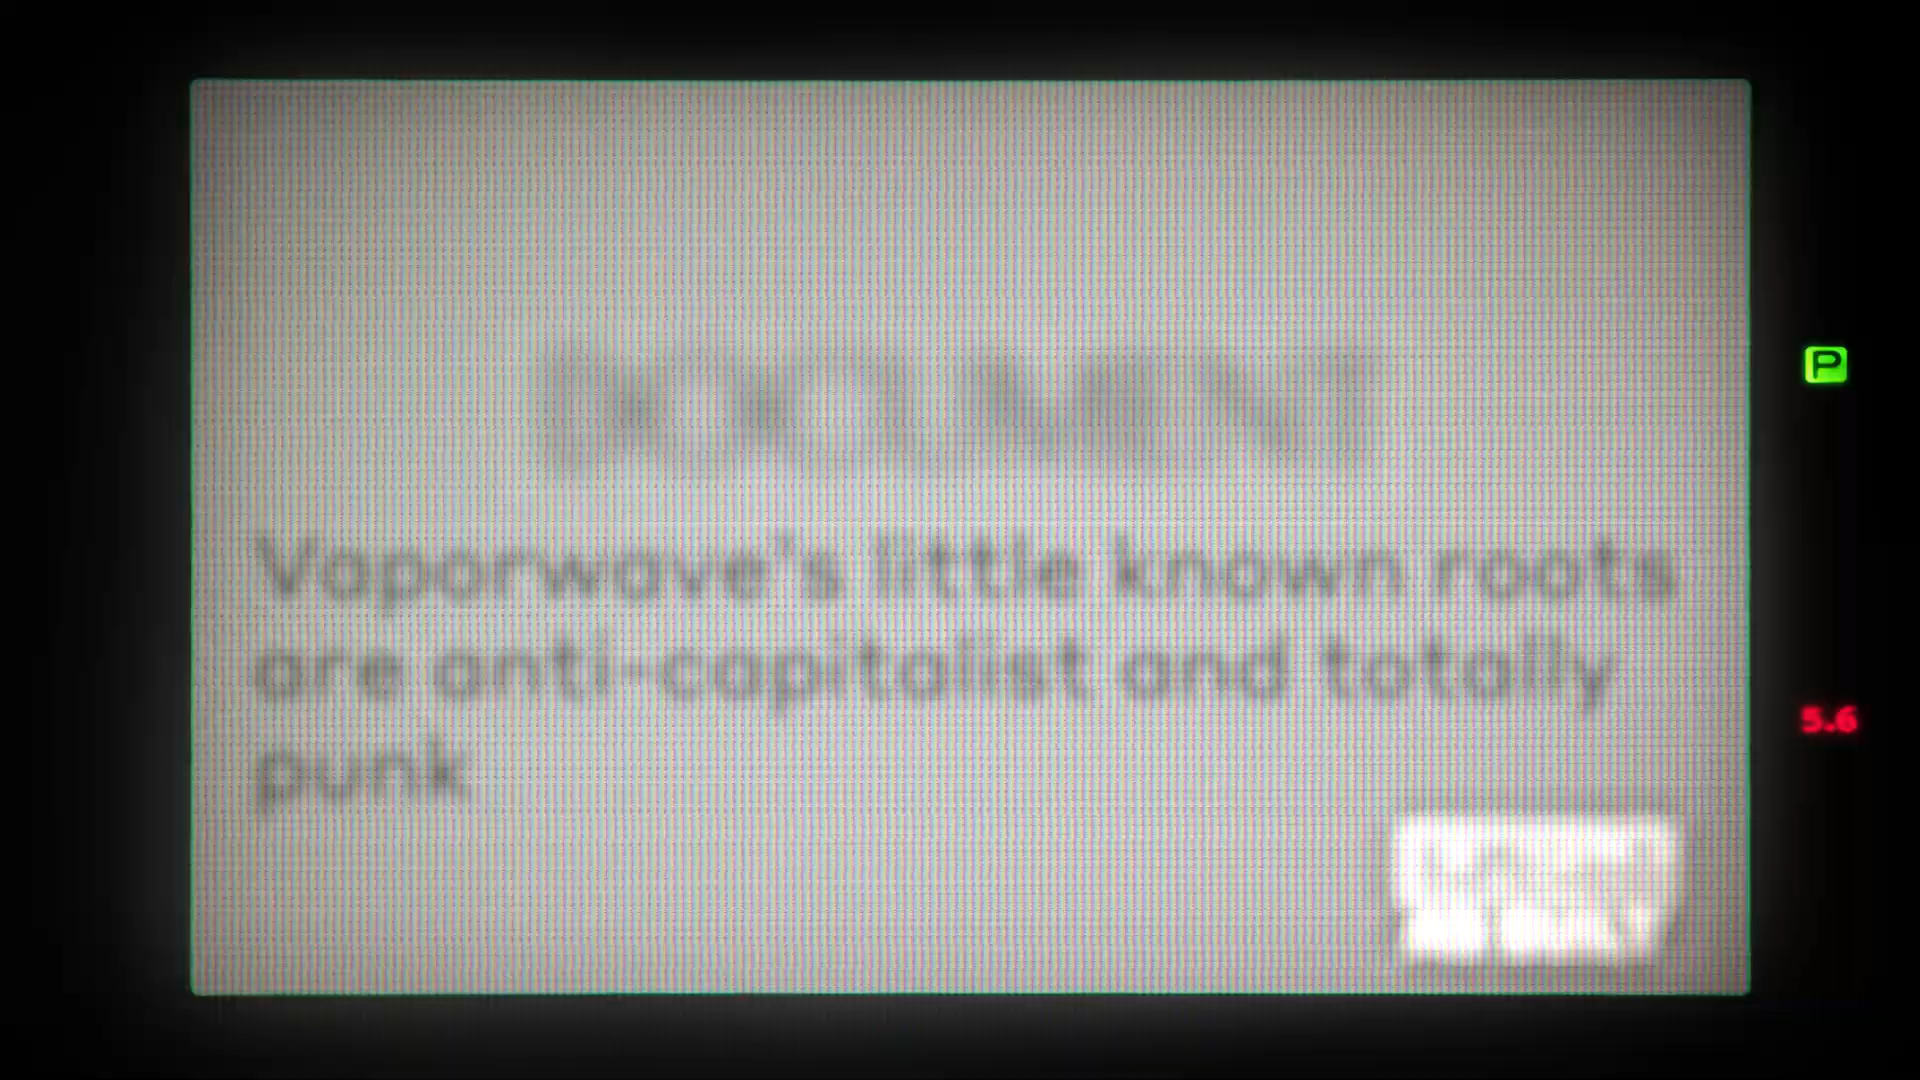 Vaporwave's little known roots
are anti-capitalist and totally
punk
P
5.6